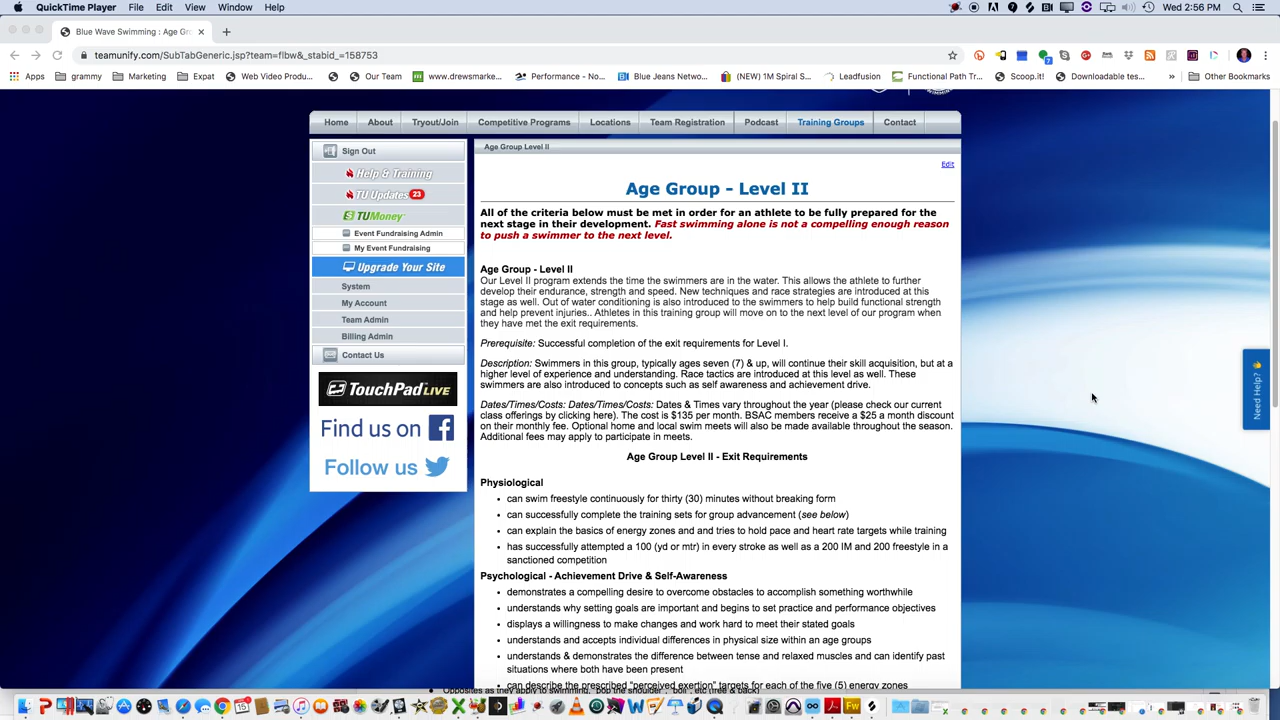 QuickTime Player File Edit View Window Help
Wed 2:56 PM
Blue Wave Swimming : Age Gr
teamunify.com/SubTabGeneric.jsp?team=flbw&_stabid_=158753
Apps grammy Marketing Expat Web Video Produ... Our Team www.drewsmarke... Performance - No... Blue Jeans Netwo... (NEW) 1M Spiral S... Leadfusion Functional Path Tr... Scoop.it! Downloadable tes... » Other Bookmarks
Home About Tryout/Join Competitive Programs Locations Team Registration Podcast Training Groups Contact
Sign Out
Help & Training
TU Updates 23
TUMoney
Event Fundraising Admin
My Event Fundraising
Upgrade Your Site
System
My Account
Team Admin
Billing Admin
Contact Us
TouchPad LIVE
Find us on f
Follow us
Age Group Level II
Edit
Age Group - Level II
All of the criteria below must be met in order for an athlete to be fully prepared for the
next stage in their development. Fast swimming alone is not a compelling enough reason
to push a swimmer to the next level.
Age Group - Level II
Our Level II program extends the time the swimmers are in the water. This allows the athlete to further
develop their endurance, strength and speed. New techniques and race strategies are introduced at this
stage as well. Out of water conditioning is also introduced to the swimmers to help build functional strength
and help prevent injuries.. Athletes in this training group will move on to the next level of our program when
they have met the exit requirements.
Prerequisite: Successful completion of the exit requirements for Level I.
Description: Swimmers in this group, typically ages seven (7) & up, will continue their skill acquisition, but at a
higher level of experience and understanding. Race tactics are introduced at this level as well. These
swimmers are also introduced to concepts such as self awareness and achievement drive.
Dates/Times/Costs: Dates/Times/Costs: Dates & Times vary throughout the year (please check our current
class offerings by clicking here). The cost is $135 per month. BSAC members receive a $25 a month discount
on their monthly fee. Optional home and local swim meets will also be made available throughout the season.
Additional fees may apply to participate in meets.
Age Group Level II - Exit Requirements
Physiological
• can swim freestyle continuously for thirty (30) minutes without breaking form
• can successfully complete the training sets for group advancement (see below)
• can explain the basics of energy zones and and tries to hold pace and heart rate targets while training
• has successfully attempted a 100 (yd or mtr) in every stroke as well as a 200 IM and 200 freestyle in a
sanctioned competition
Psychological - Achievement Drive & Self-Awareness
• demonstrates a compelling desire to overcome obstacles to accomplish something worthwhile
• understands why setting goals are important and begins to set practice and performance objectives
• displays a willingness to make changes and work hard to meet their stated goals
• understands and accepts individual differences in physical size within an age groups
• understands & demonstrates the difference between tense and relaxed muscles and can identify past
situations where both have been present
• can describe the prescribed "perceived exertion" targets for each of the five (5) energy zones
Need Help?